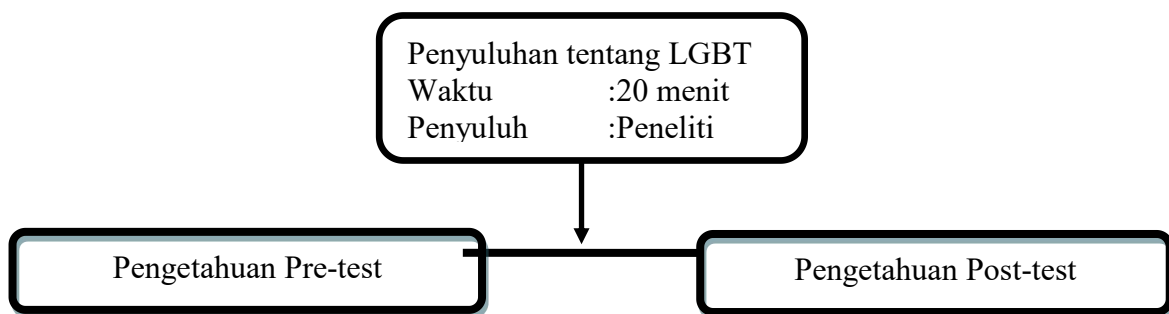 Penyuluhan tentang LGBT
Waktu :20 menit
Penyuluh :Peneliti
Pengetahuan Pre-test
Pengetahuan Post-test